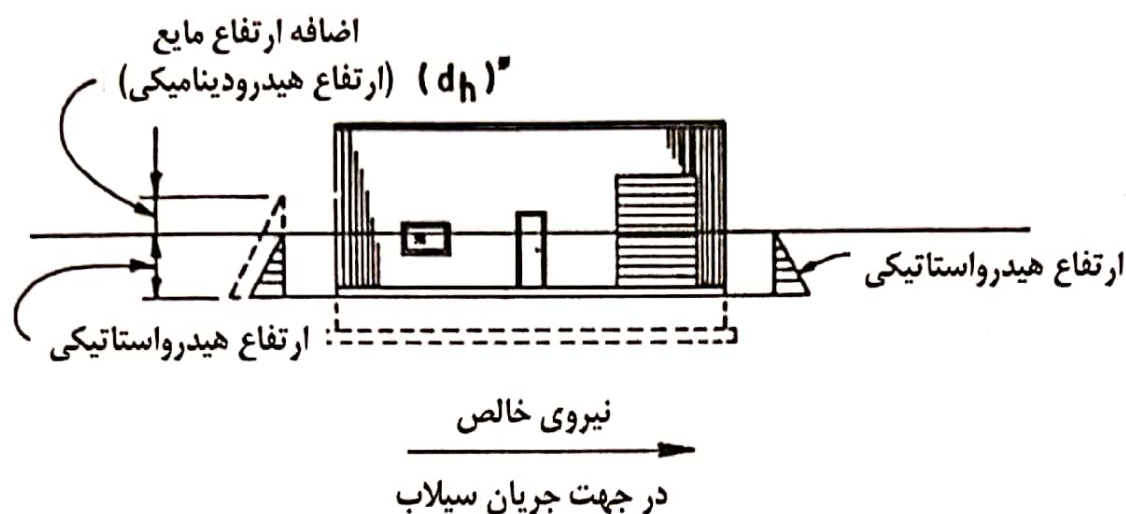 اضافه ارتفاع مایع
(ارتفاع هیدرودینامیکی) (dh)*
ارتفاع هیدرواستاتیکی
ارتفاع هیدرواستاتیکی
نیروی خالص
در جهت جریان سیلاب